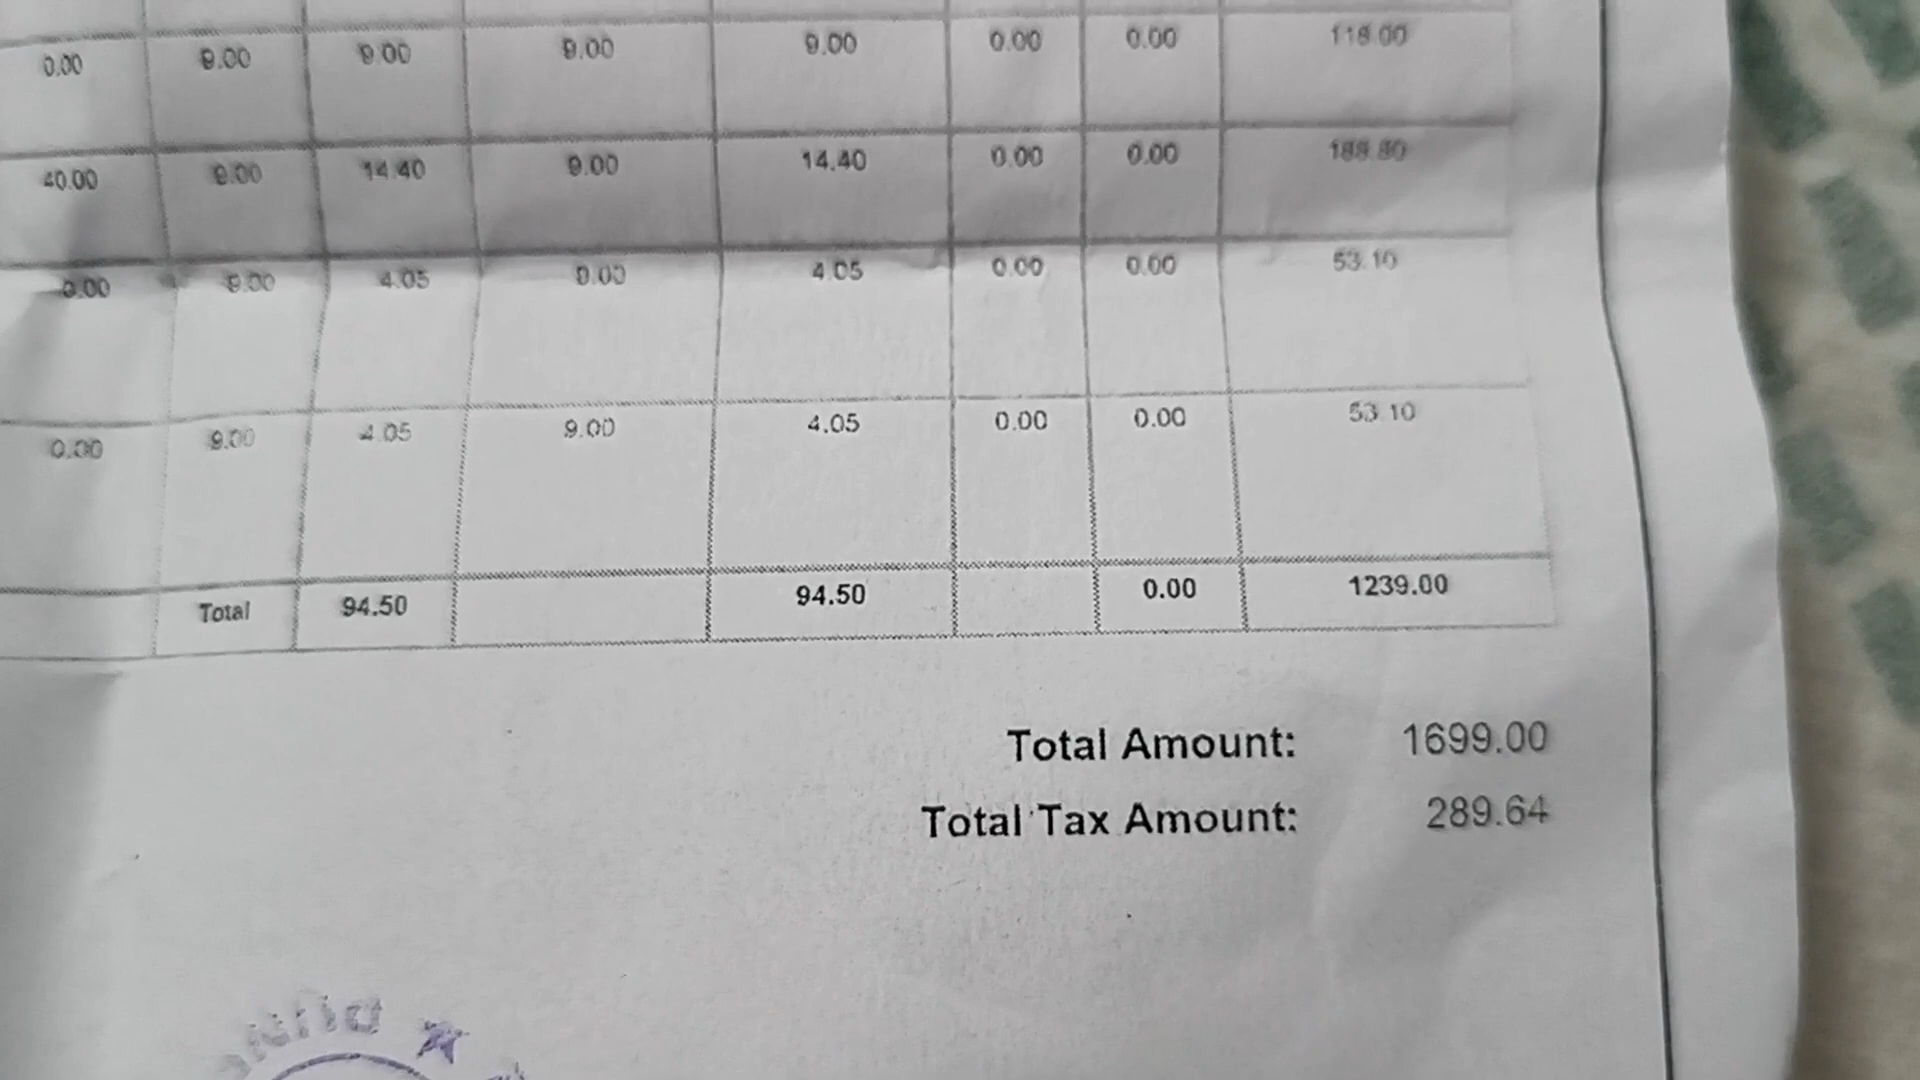 0.00 9.00 9.00 9.00 9.00 0.00 0.00 118.00
40.00 9.00 14.40 9.00 14.40 0.00 0.00 188.80
0.00 9.00 4.05 9.00 4.05 0.00 0.00 53.10
0.00 9.00 4.05 9.00 4.05 0.00 0.00 53.10
Total 94.50 94.50 0.00 1239.00
Total Amount: 1699.00
Total Tax Amount: 289.64